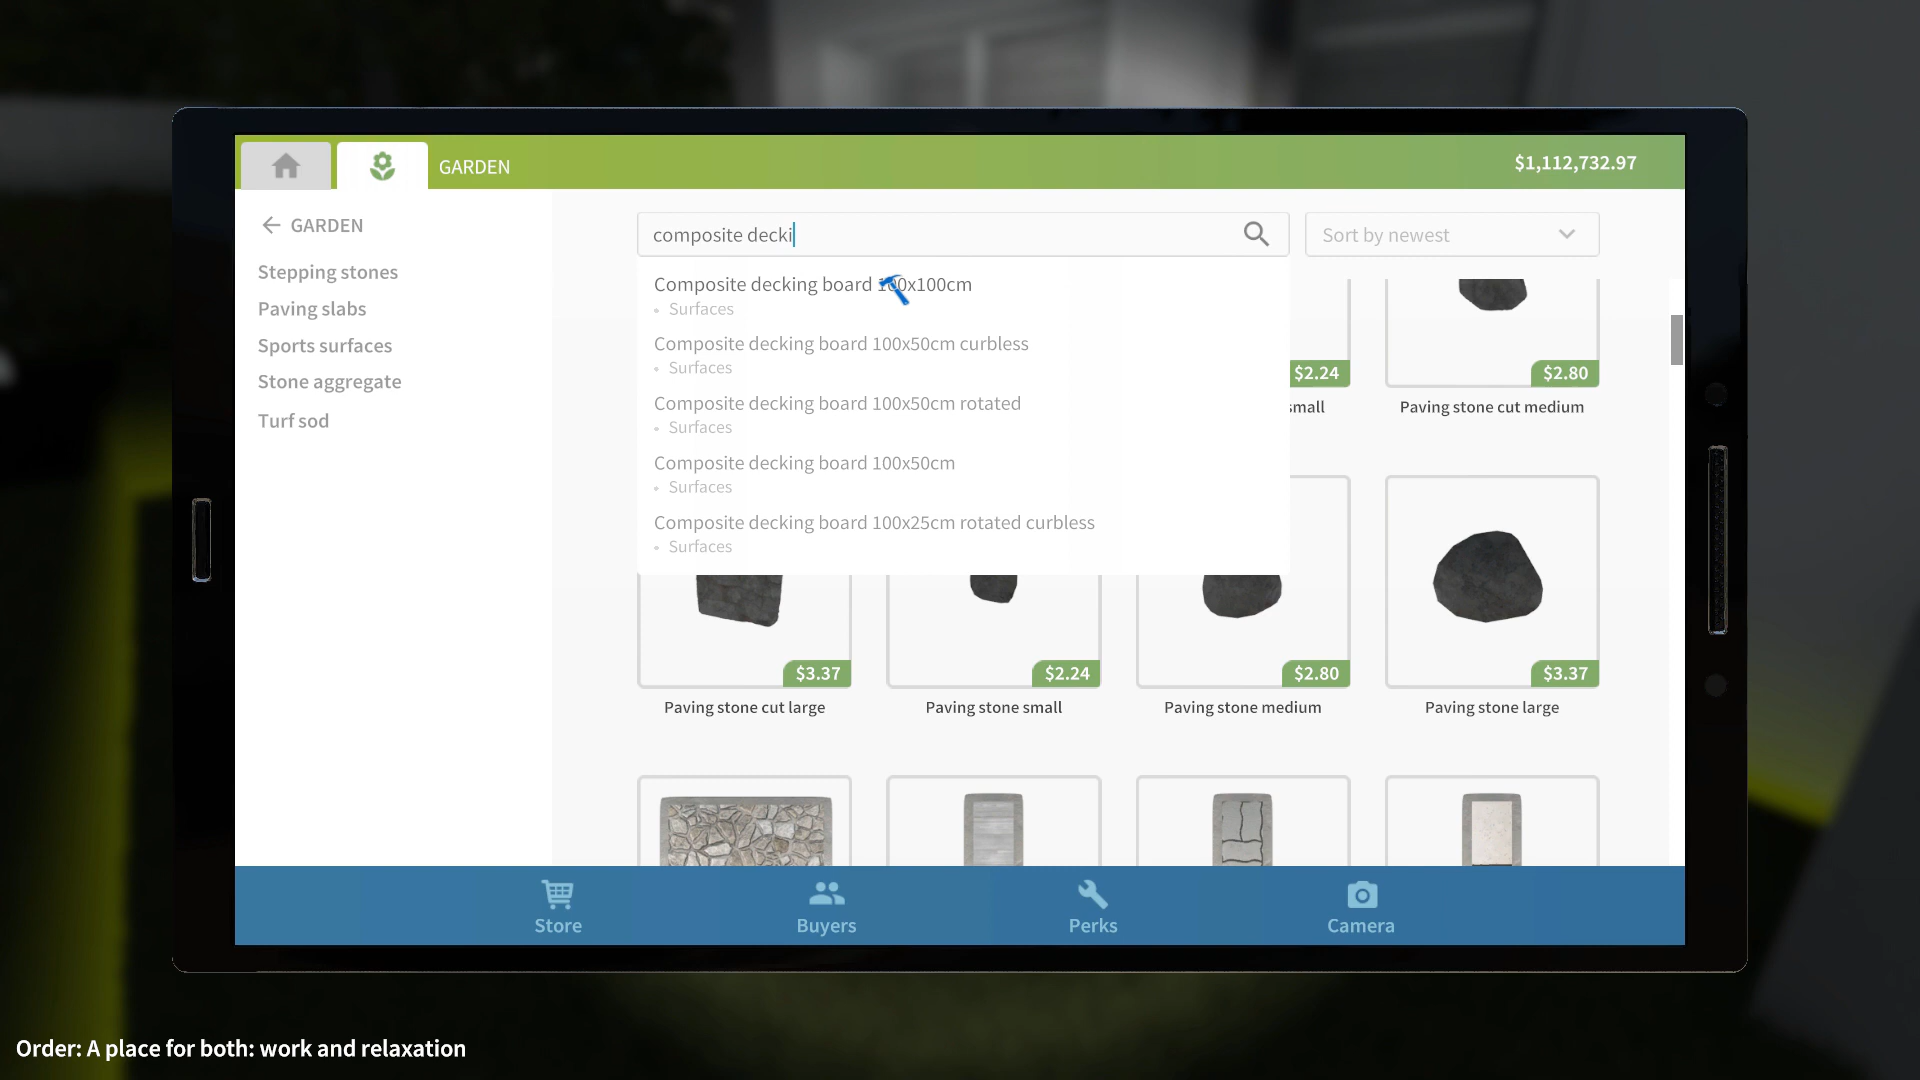 GARDEN
$1,112,732.97
GARDEN
Stepping stones
Paving slabs
Sports surfaces
Stone aggregate
Turf sod
composite decki
Sort by newest
Composite decking board 100x100cm
• Surfaces
Composite decking board 100x50cm curbless
• Surfaces
Composite decking board 100x50cm rotated
• Surfaces
Composite decking board 100x50cm
• Surfaces
Composite decking board 100x25cm rotated curbless
• Surfaces
$2.24
$2.80
small
Paving stone cut medium
$3.37
$2.24
$2.80
$3.37
Paving stone cut large
Paving stone small
Paving stone medium
Paving stone large
Store
Buyers
Perks
Camera
Order: A place for both: work and relaxation